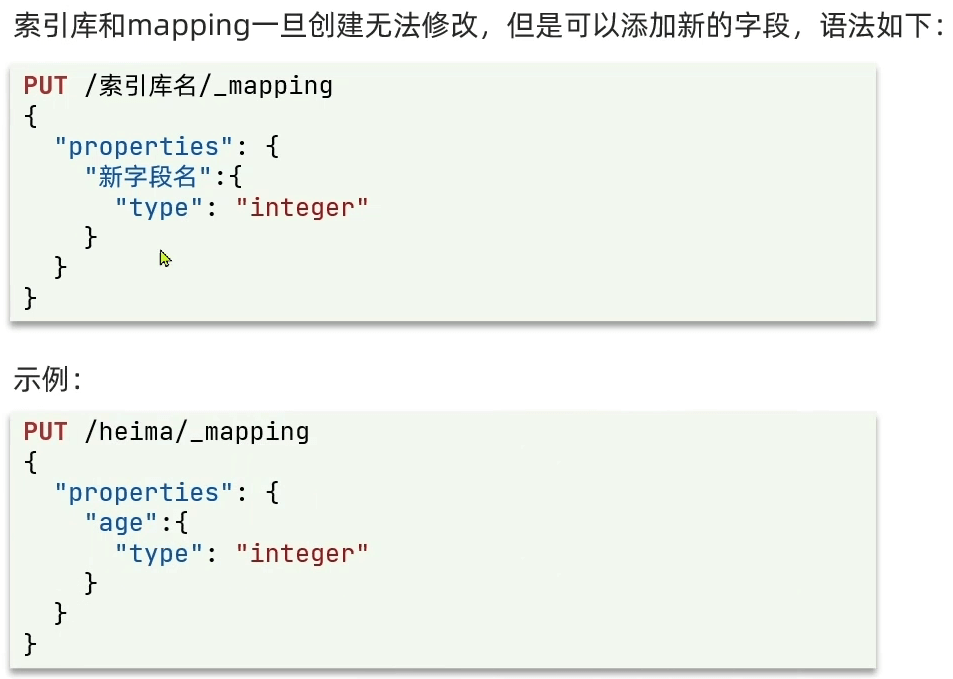 索引库和mapping一旦创建无法修改，但是可以添加新的字段，语法如下：
PUT /索引库名/_mapping
{
  "properties": {
    "新字段名":{
      "type": "integer"
    }
  }
}
示例：
PUT /heima/_mapping
{
  "properties": {
    "age":{
      "type": "integer"
    }
  }
}